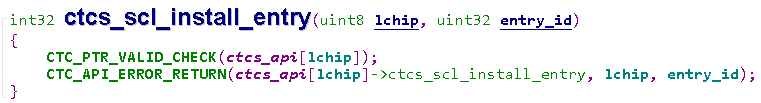 int32 ctcs_scl_install_entry(uint8 lchip, uint32 entry_id)
{
    CTC_PTR_VALID_CHECK(ctcs_api[lchip]);
    CTC_API_ERROR_RETURN(ctcs_api[lchip]->ctcs_scl_install_entry, lchip, entry_id);
}